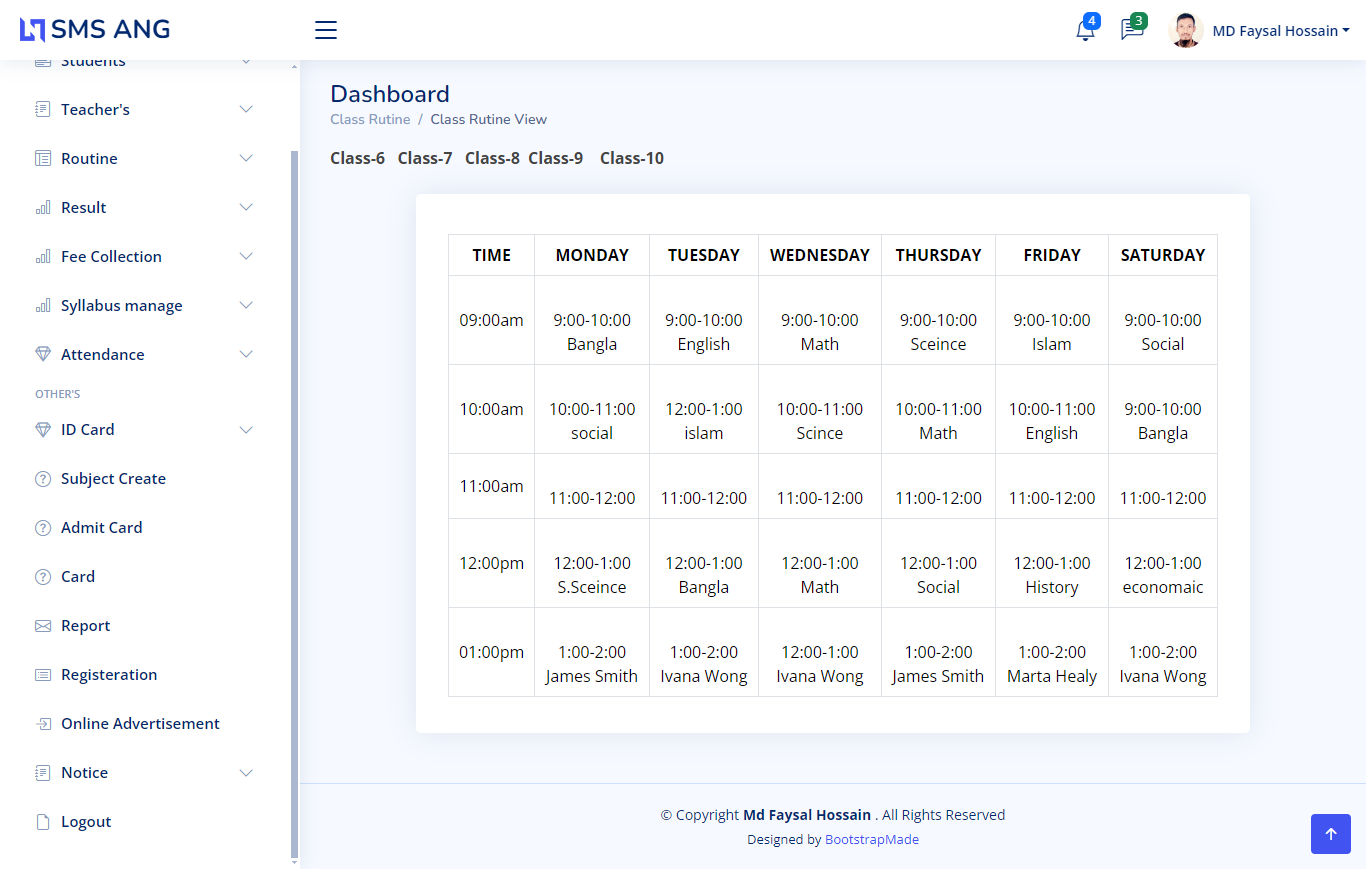 SMS ANG
4
3
MD Faysal Hossain
Students
Teacher's
Routine
Result
Fee Collection
Syllabus manage
Attendance
OTHER'S
ID Card
Subject Create
Admit Card
Card
Report
Registeration
Online Advertisement
Notice
Logout
Dashboard
Class Rutine / Class Rutine View
Class-6 Class-7 Class-8 Class-9 Class-10
TIME MONDAY TUESDAY WEDNESDAY THURSDAY FRIDAY SATURDAY
09:00am 9:00-10:00 9:00-10:00 9:00-10:00 9:00-10:00 9:00-10:00 9:00-10:00
Bangla English Math Sceince Islam Social
10:00am 10:00-11:00 12:00-1:00 10:00-11:00 10:00-11:00 10:00-11:00 9:00-10:00
social islam Scince Math English Bangla
11:00am
11:00-12:00 11:00-12:00 11:00-12:00 11:00-12:00 11:00-12:00 11:00-12:00
12:00pm 12:00-1:00 12:00-1:00 12:00-1:00 12:00-1:00 12:00-1:00 12:00-1:00
S.Sceince Bangla Math Social History economaic
01:00pm 1:00-2:00 1:00-2:00 12:00-1:00 1:00-2:00 1:00-2:00 1:00-2:00
James Smith Ivana Wong Ivana Wong James Smith Marta Healy Ivana Wong
© Copyright Md Faysal Hossain . All Rights Reserved
Designed by BootstrapMade